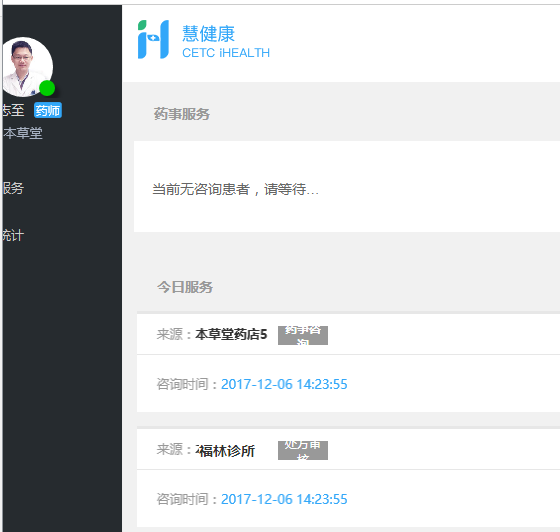 慧健康
CETC iHEALTH
志至 药师
本草堂
服务
统计
药事服务
当前无咨询患者，请等待...
今日服务
来源：本草堂药店5 药事咨询
咨询时间：2017-12-06 14:23:55
来源：福林诊所 处方审核
咨询时间：2017-12-06 14:23:55